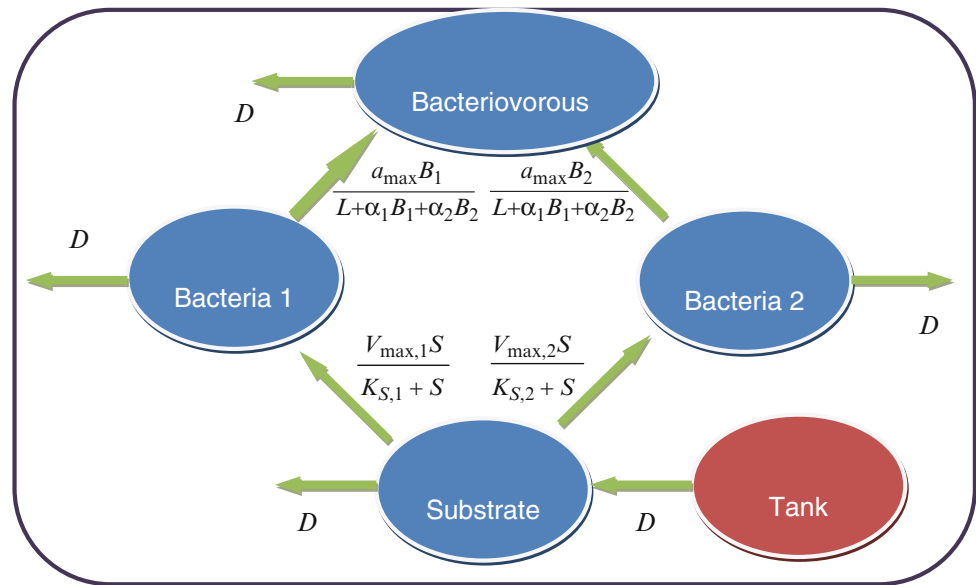 Bacteriovorous
D
a_max B_1 / L+α_1 B_1+α_2 B_2
a_max B_2 / L+α_1 B_1+α_2 B_2
D
Bacteria 1
Bacteria 2
D
V_max,1 S / K_S,1 + S
V_max,2 S / K_S,2 + S
Substrate
Tank
D
D